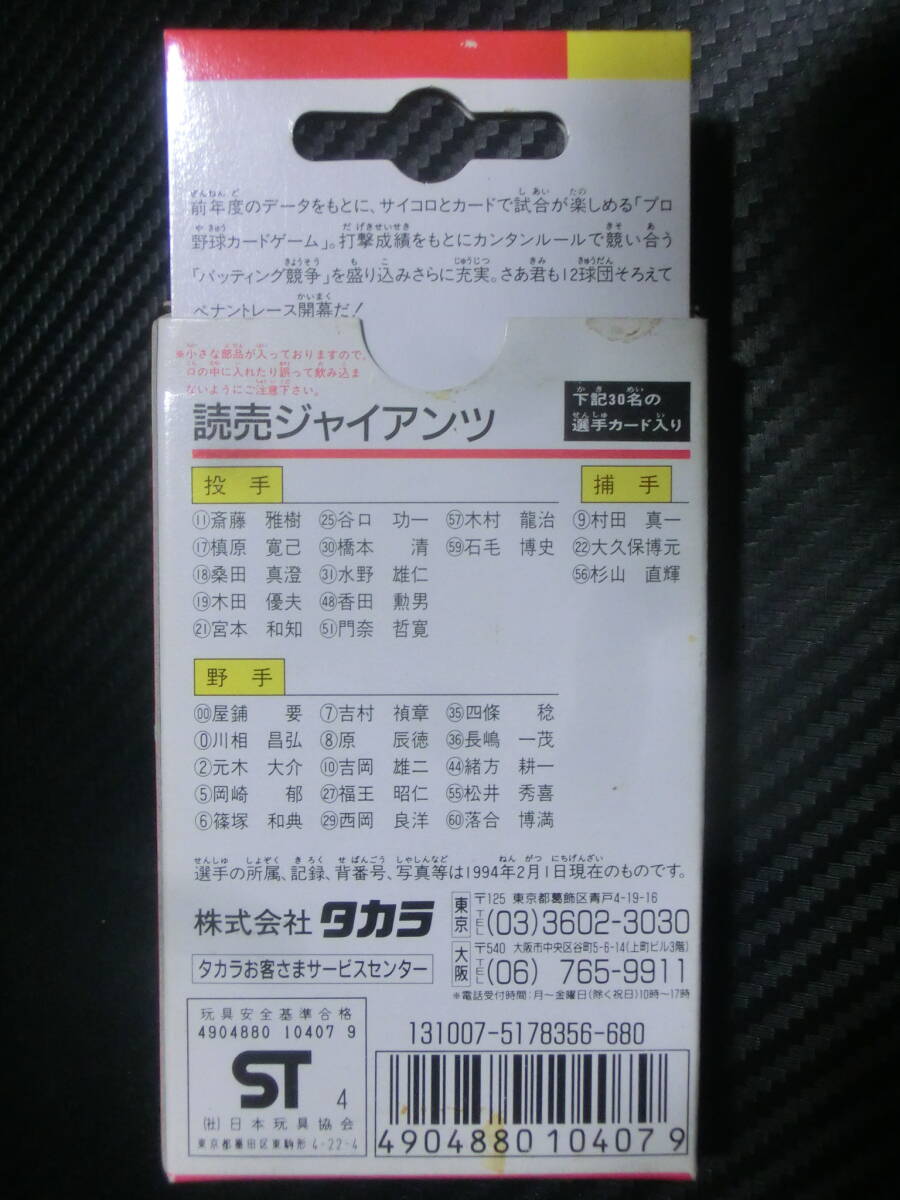 前年度のデータをもとに、サイコロとカードで試合が楽しめる「プロ
野球カードゲーム」。打撃成績をもとにカンタンルールで競い合う
「バッティング競争」を盛り込みさらに充実。さあ君も12球団そろえて
ペナントレース開幕だ!
※小さな部品が入っておりますので、
口の中に入れたり誤って飲み込ま
ないようにご注意下さい。
読売ジャイアンツ
下記30名の
選手カード入り
投手
⑪斎藤 雅樹 ㉕谷口 功一 57木村 龍治
⑰槙原 寛己 ㉚橋本 清 59石毛 博史
⑱桑田 真澄 ㉛水野 雄仁
⑲木田 優夫 ㊽香田 勲男
㉑宮本 和知 51門奈 哲寛
捕手
⑨村田 真一
㉒大久保博元
56杉山 直輝
野手
00屋鋪 要 ⑦吉村 禎章 ㉟四條 稔
⓪川相 昌弘 ⑧原 辰徳 ㊱長嶋 一茂
②元木 大介 ⑩吉岡 雄二 ㊹緒方 耕一
⑤岡崎 郁 ㉗福王 昭仁 55松井 秀喜
⑥篠塚 和典 ㉙西岡 良洋 60落合 博満
選手の所属、記録、背番号、写真等は1994年2月1日現在のものです。
株式会社 タカラ
タカラお客さまサービスセンター
東京 〒125 東京都葛飾区青戸4-19-16
TEL (03)3602-3030
大阪 〒540 大阪市中央区谷町5-6-14(上町ビル3階)
TEL (06) 765-9911
※電話受付時間:月〜金曜日(除く祝日)10時〜17時
玩具安全基準合格
4904880 10407 9
ST 4
(社)日本玩具協会
東京都墨田区東駒形4-22-4
131007-5178356-680
4904880104079